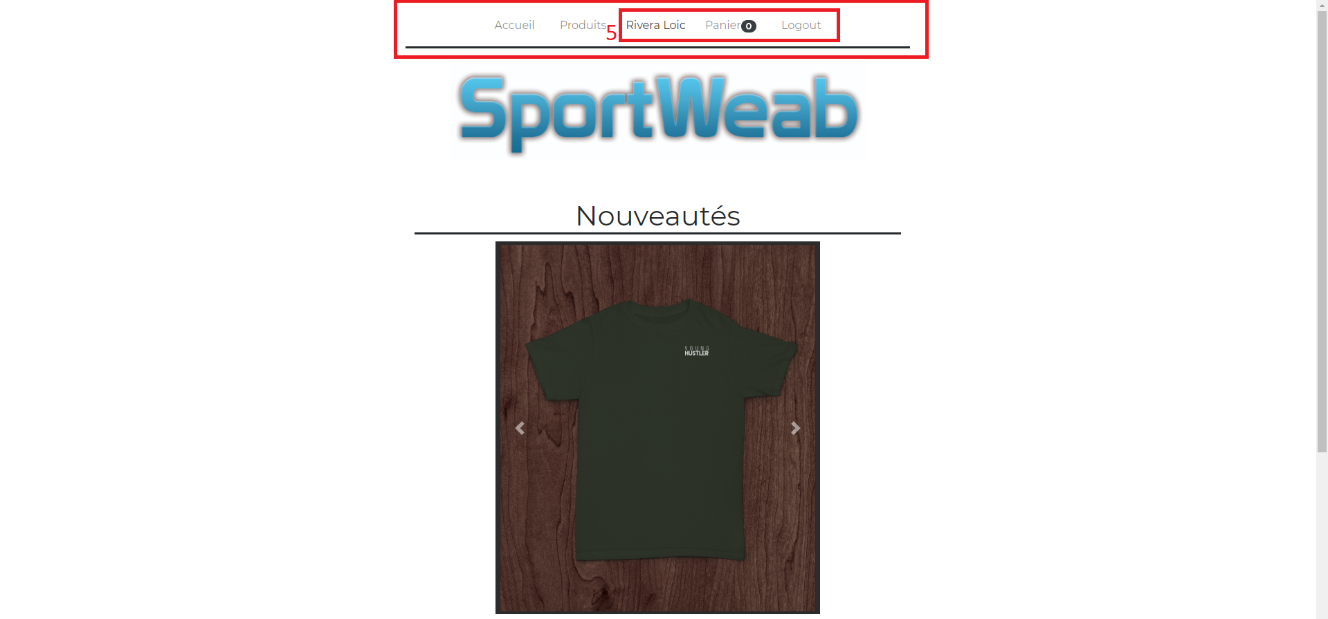 Accueil Produits 5 Rivera Loic Panier 0 Logout
SportWeab
Nouveautés
YOUNG
HUSTLER